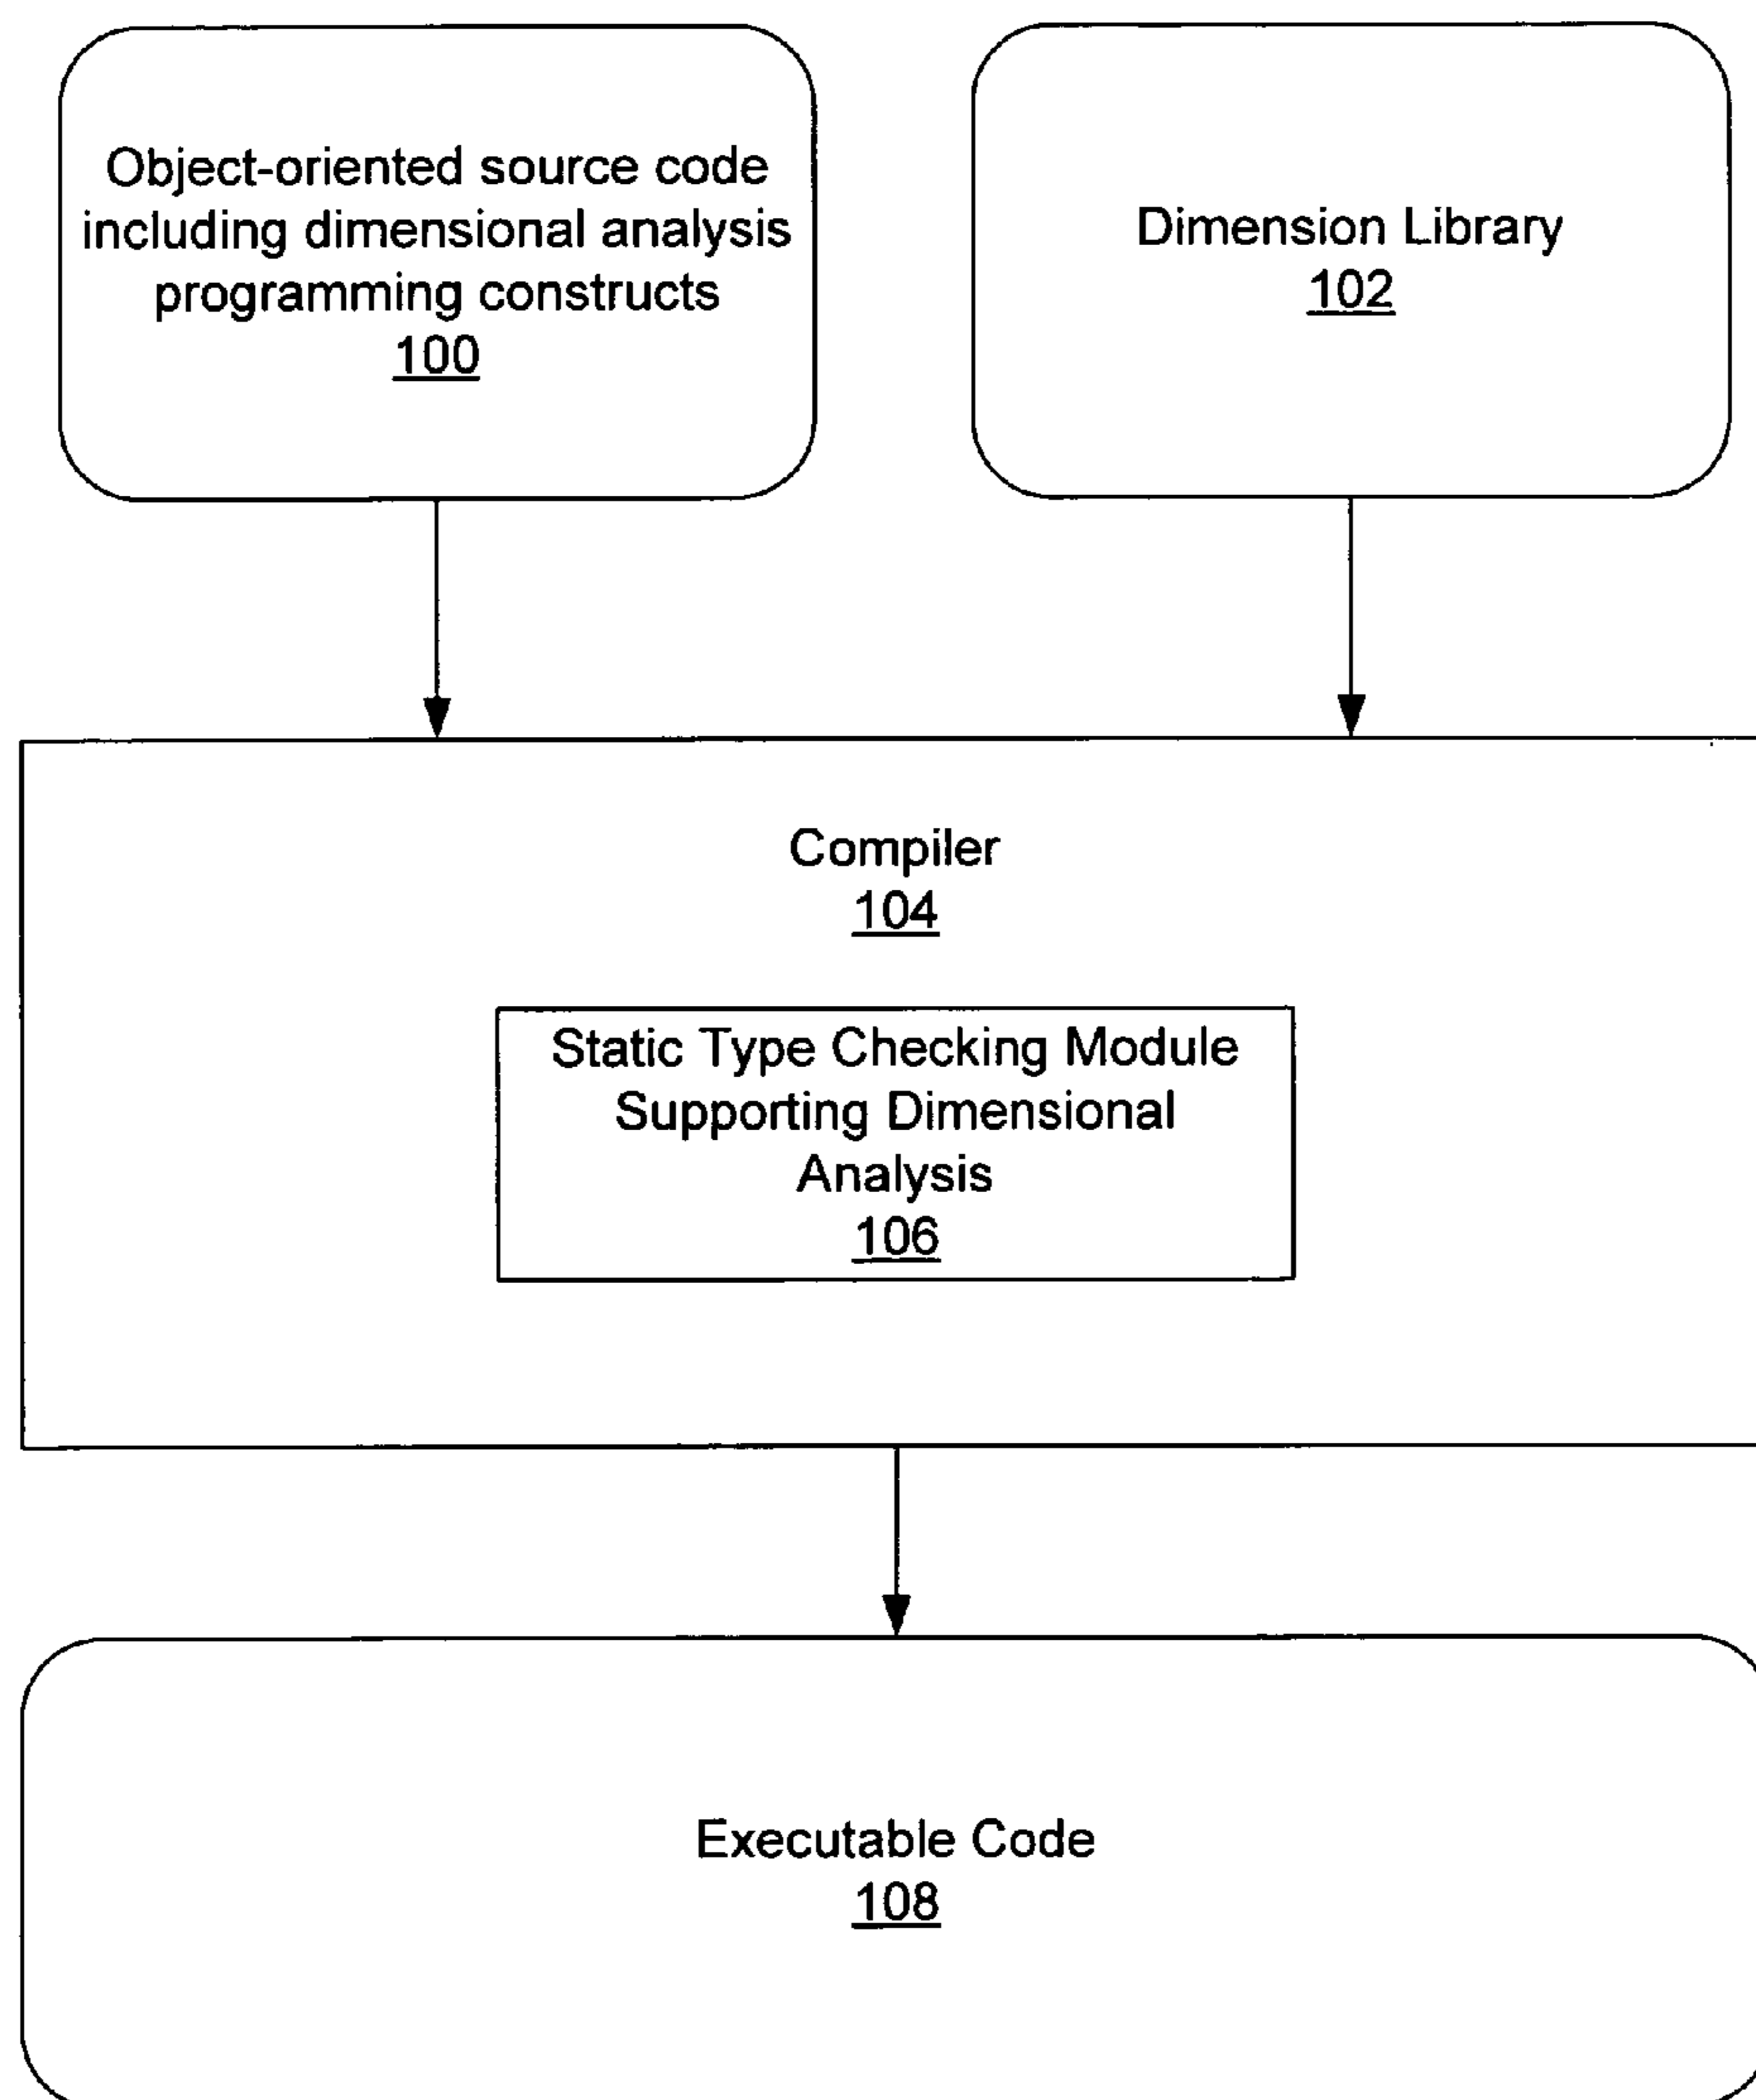 Object-oriented source code
including dimensional analysis
programming constructs
100
Dimension Library
102
Compiler
104
Static Type Checking Module
Supporting Dimensional
Analysis
106
Executable Code
108